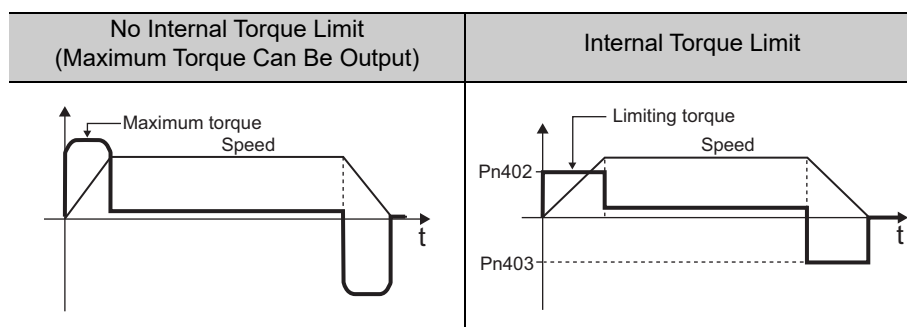 No Internal Torque Limit
(Maximum Torque Can Be Output)
Internal Torque Limit
Maximum torque
Speed
t
Limiting torque
Speed
Pn402
t
Pn403